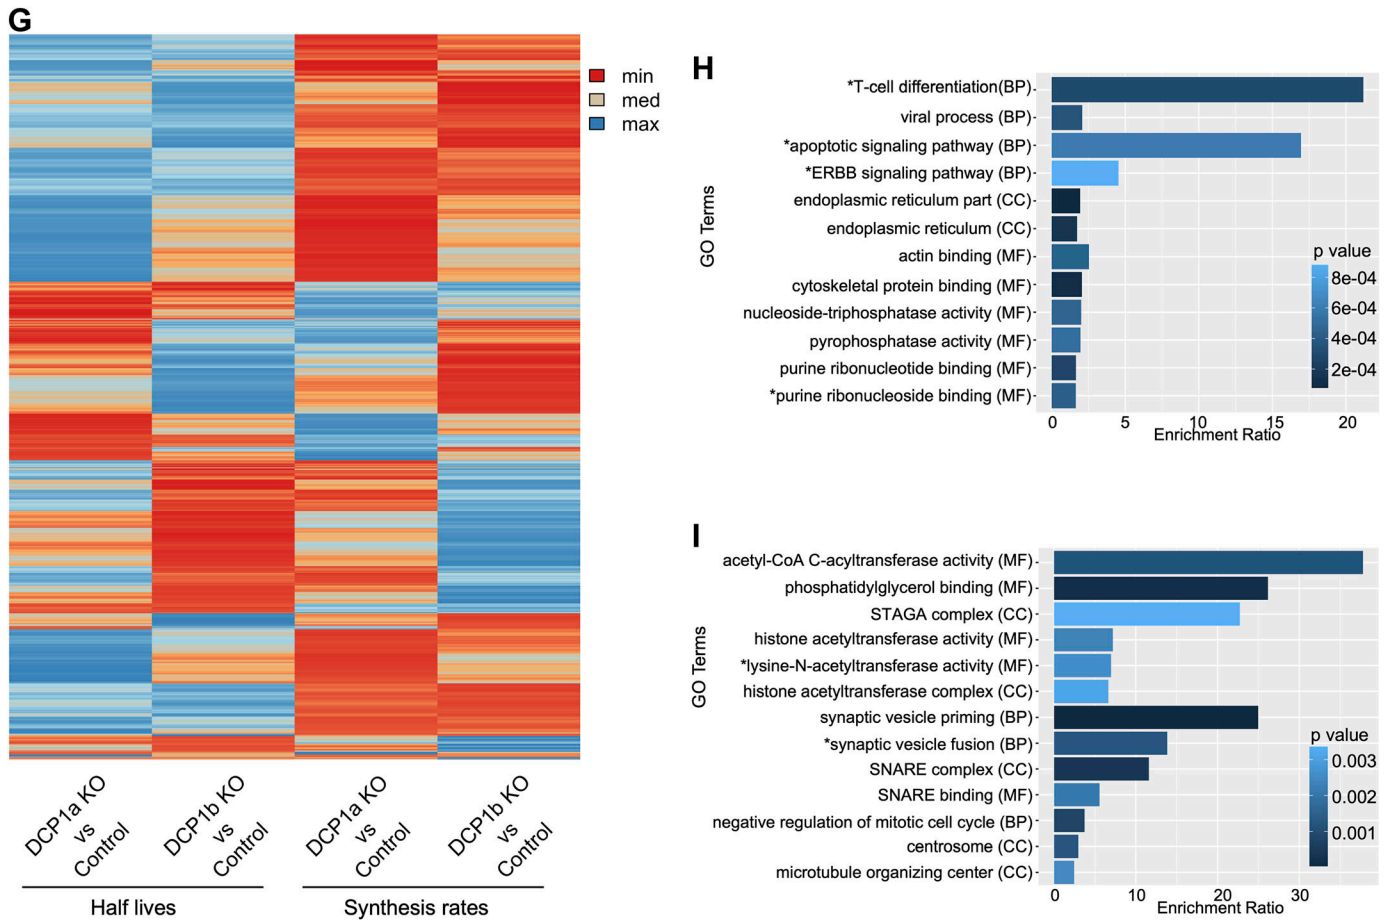 G
min
med
max
DCP1a KO
vs
Control
DCP1b KO
vs
Control
DCP1a KO
vs
Control
DCP1b KO
vs
Control
Half lives
Synthesis rates
H
GO Terms
*T-cell differentiation(BP)
viral process (BP)
*apoptotic signaling pathway (BP)
*ERBB signaling pathway (BP)
endoplasmic reticulum part (CC)
endoplasmic reticulum (CC)
actin binding (MF)
cytoskeletal protein binding (MF)
nucleoside-triphosphatase activity (MF)
pyrophosphatase activity (MF)
purine ribonucleotide binding (MF)
*purine ribonucleoside binding (MF)
p value
8e-04
6e-04
4e-04
2e-04
0 5 10 15 20
Enrichment Ratio
I
GO Terms
acetyl-CoA C-acyltransferase activity (MF)
phosphatidylglycerol binding (MF)
STAGA complex (CC)
histone acetyltransferase activity (MF)
*lysine-N-acetyltransferase activity (MF)
histone acetyltransferase complex (CC)
synaptic vesicle priming (BP)
*synaptic vesicle fusion (BP)
SNARE complex (CC)
SNARE binding (MF)
negative regulation of mitotic cell cycle (BP)
centrosome (CC)
microtubule organizing center (CC)
p value
0.003
0.002
0.001
0 10 20 30
Enrichment Ratio